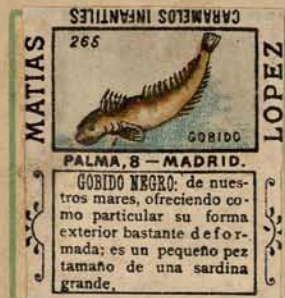 CARAMELOS INFANTILES
MATIAS
LOPEZ
265
GOBIDO
PALMA, 8 — MADRID.
GOBIDO NEGRO: de nues-
tros mares, ofreciendo co-
mo particular su forma
exterior bastante defor-
mada; es un pequeño pez
tamaño de una sardina
grande.